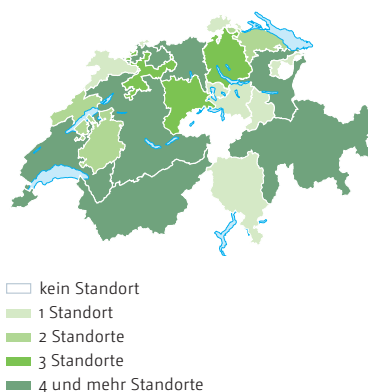 kein Standort
1 Standort
2 Standorte
3 Standorte
4 und mehr Standorte